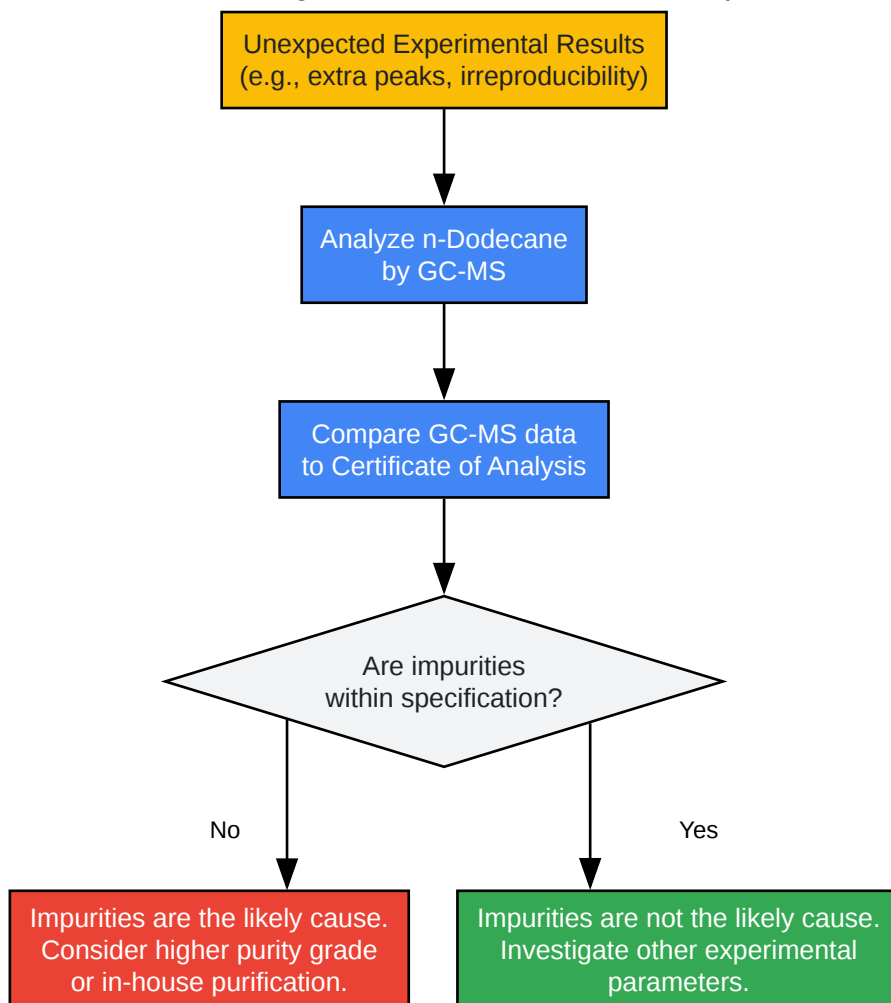 Unexpected Experimental Results
(e.g., extra peaks, irreproducibility)
Analyze n-Dodecane
by GC-MS
Compare GC-MS data
to Certificate of Analysis
Are impurities
within specification?
No
Yes
Impurities are the likely cause.
Consider higher purity grade
or in-house purification.
Impurities are not the likely cause.
Investigate other experimental
parameters.